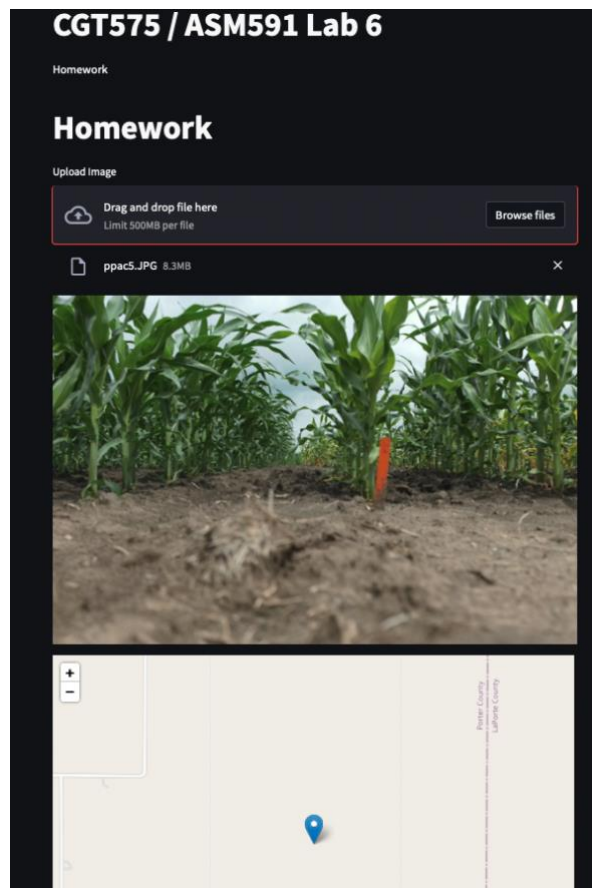 CGT575 / ASM591 Lab 6
Homework
Homework
Upload Image
Drag and drop file here
Limit 500MB per file
Browse files
ppac5.JPG 8.3MB
+
−
Porter County
LaPorte County